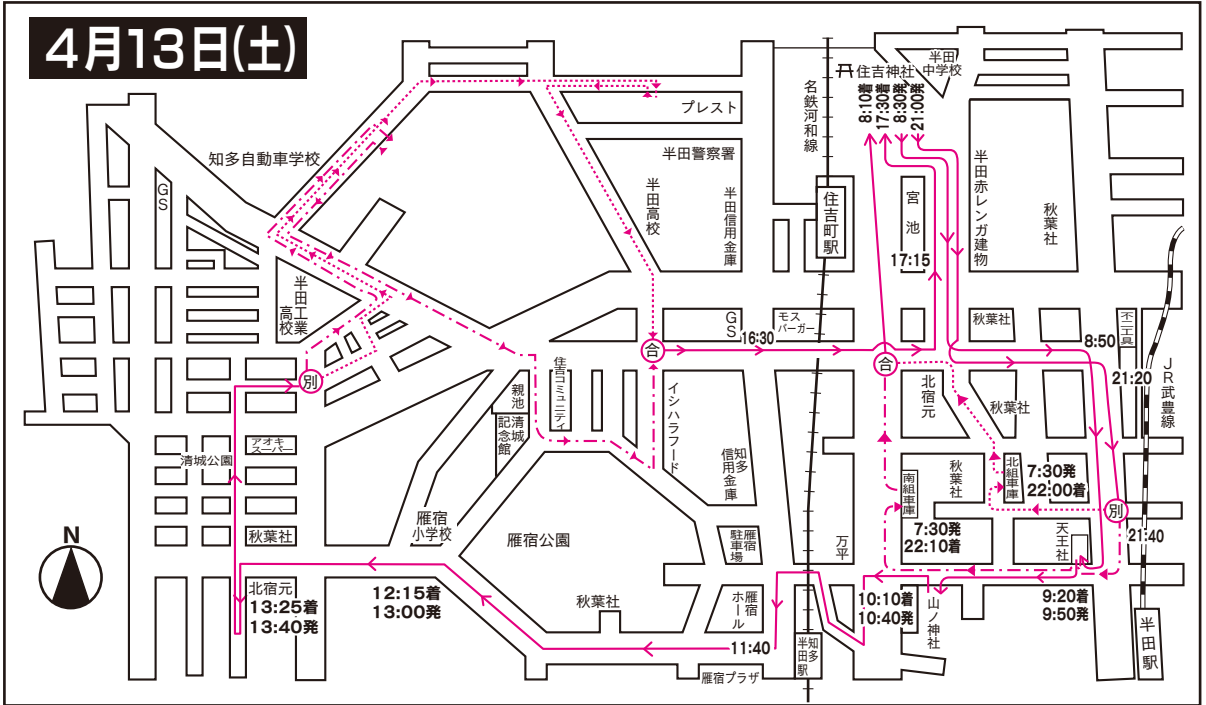 4月13日(土)
住吉神社
半田
中学校
8:10着
17:30着
8:30発
21:00発
名鉄河和線
プレスト
半田警察署
知多自動車学校
GS
半田高校
半田信用金庫
住吉町駅
宮池
17:15
半田赤レンガ建物
秋葉社
半田工業
高校
GS
モス
バーガー
16:30
合
合
秋葉社
不二真
8:50
21:20
JR武豊線
別
住吉コミュニティ
親池
清城
記念館
イシハラフード
知多
信用金庫
北宿元
秋葉社
アオキ
スーパー
清城公園
秋葉社
南組車庫
北組車庫
7:30発
22:00着
7:30発
22:10着
別
21:40
天王社
N
秋葉社
雁宿
小学校
雁宿公園
雁宿
駐車場
万平
北宿元
13:25着
13:40発
12:15着
13:00発
秋葉社
雁宿
ホール
10:10着
10:40発
山ノ神社
9:20着
9:50発
半田駅
11:40
知多
半田駅
雁宿プラザ